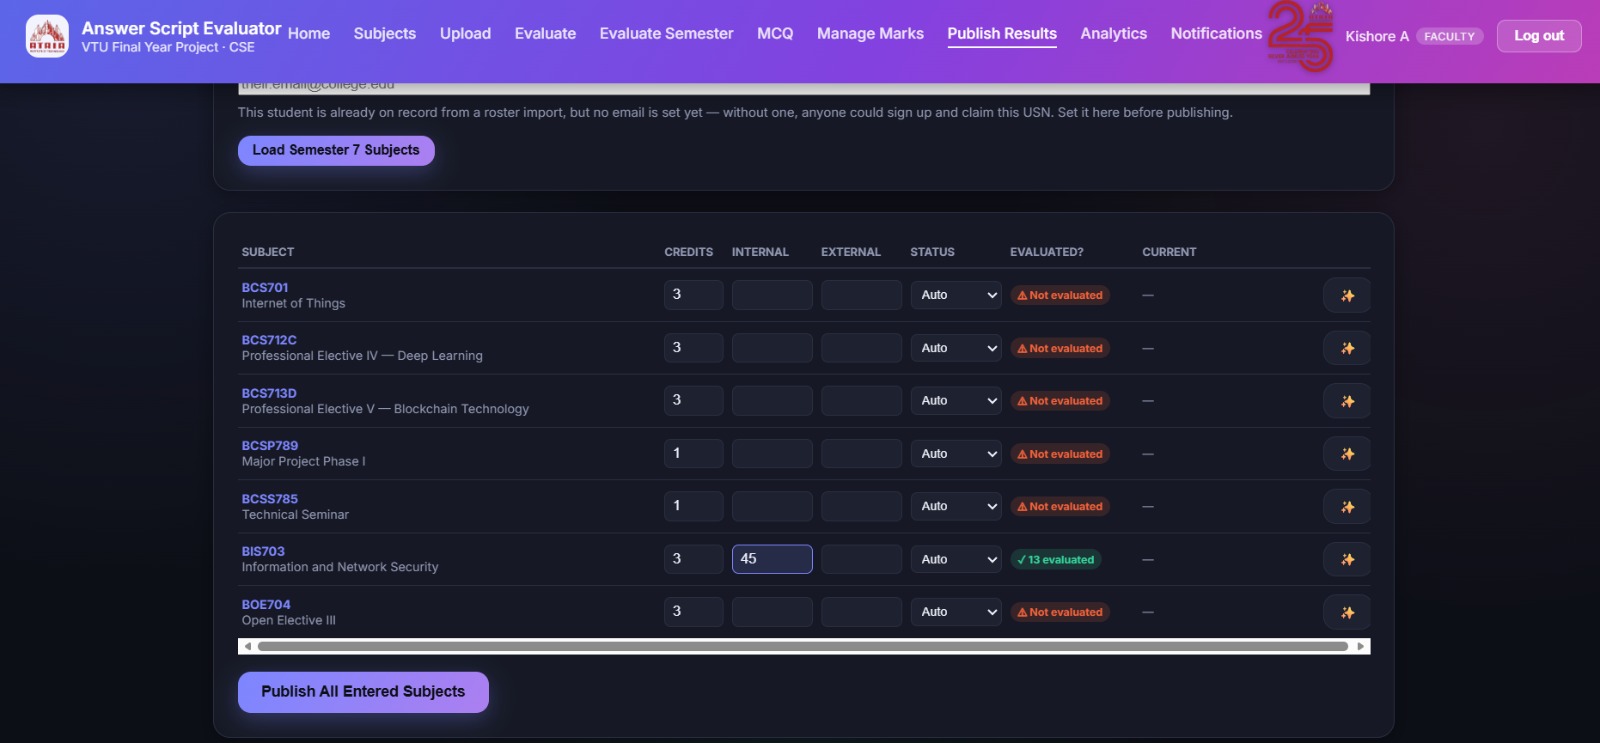 Answer Script Evaluator
VTU Final Year Project · CSE
Home Subjects Upload Evaluate Evaluate Semester MCQ Manage Marks Publish Results Analytics Notifications
25
Kishore A FACULTY Log out
ATRIA
their.email@college.edu
This student is already on record from a roster import, but no email is set yet — without one, anyone could sign up and claim this USN. Set it here before publishing.
Load Semester 7 Subjects
SUBJECT CREDITS INTERNAL EXTERNAL STATUS EVALUATED? CURRENT
BCS701
Internet of Things
3 Auto ⚠ Not evaluated —
BCS712C
Professional Elective IV — Deep Learning
3 Auto ⚠ Not evaluated —
BCS713D
Professional Elective V — Blockchain Technology
3 Auto ⚠ Not evaluated —
BCSP789
Major Project Phase I
1 Auto ⚠ Not evaluated —
BCSS785
Technical Seminar
1 Auto ⚠ Not evaluated —
BIS703
Information and Network Security
3 45 Auto ✓ 13 evaluated —
BOE704
Open Elective III
3 Auto ⚠ Not evaluated —
Publish All Entered Subjects